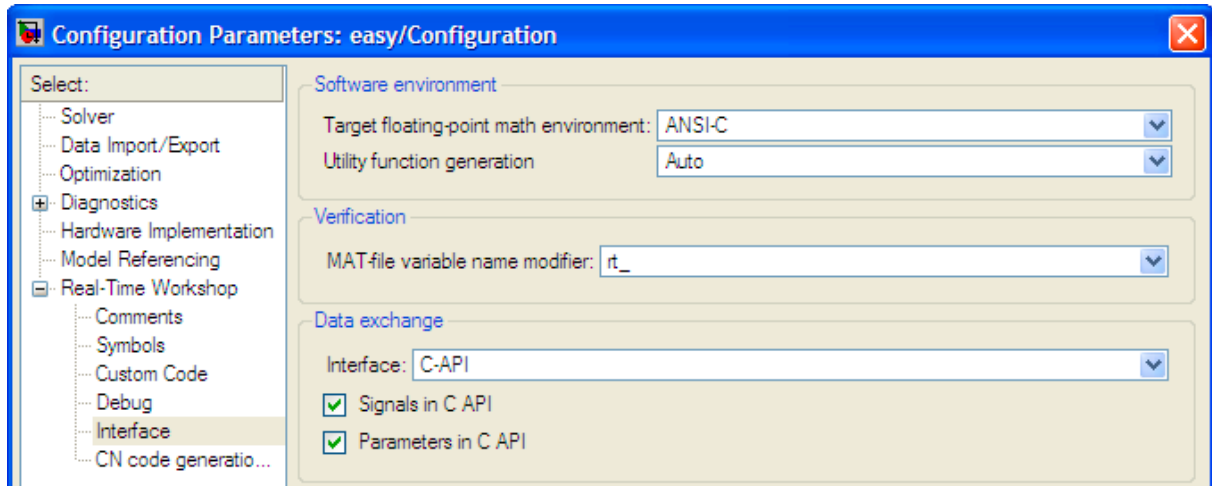 Configuration Parameters: easy/Configuration
Select:
Solver
Data Import/Export
Optimization
Diagnostics
Hardware Implementation
Model Referencing
Real-Time Workshop
Comments
Symbols
Custom Code
Debug
Interface
CN code generatio...
Software environment
Target floating-point math environment: ANSI-C
Utility function generation Auto
Verification
MAT-file variable name modifier: rt_
Data exchange
Interface: C-API
Signals in C API
Parameters in C API